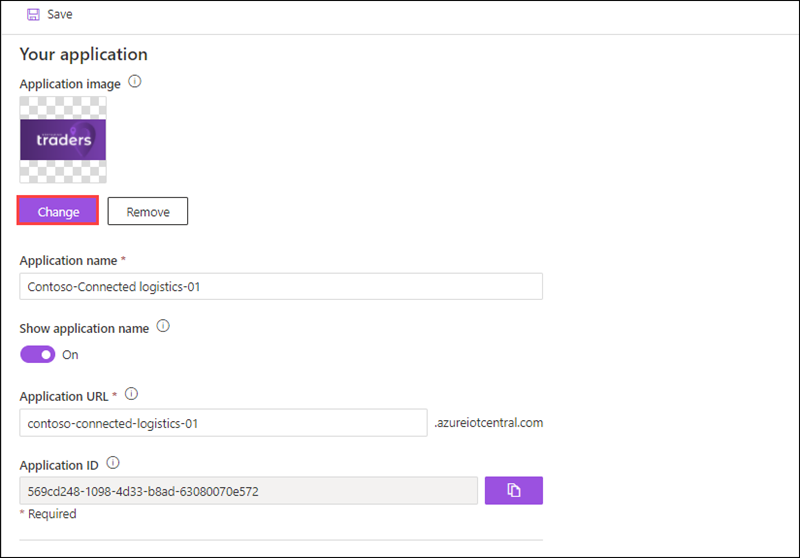 Save
Your application
Application image
traders
Change
Remove
Application name *
Contoso-Connected logistics-01
Show application name
On
Application URL *
contoso-connected-logistics-01
.azureiotcentral.com
Application ID
569cd248-1098-4d33-b8ad-63080070e572
* Required